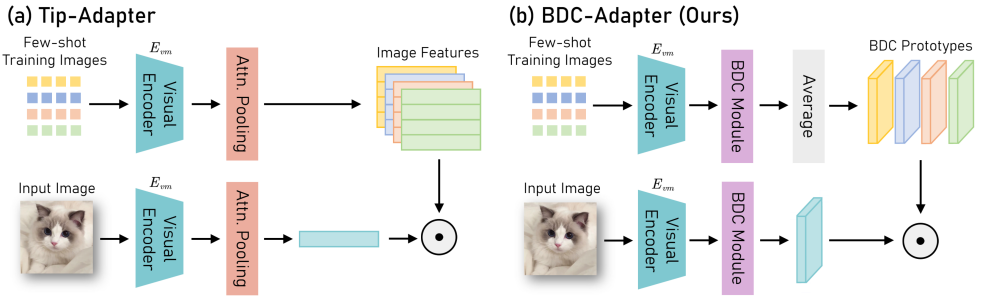 (a) Tip-Adapter
Few-shot
Training Images
E_vm
Visual
Encoder
Attn. Pooling
Image Features
Input Image
E_vm
Visual
Encoder
Attn. Pooling
(b) BDC-Adapter (Ours)
Few-shot
Training Images
E_vm
Visual
Encoder
BDC Module
Average
BDC Prototypes
Input Image
E_vm
Visual
Encoder
BDC Module